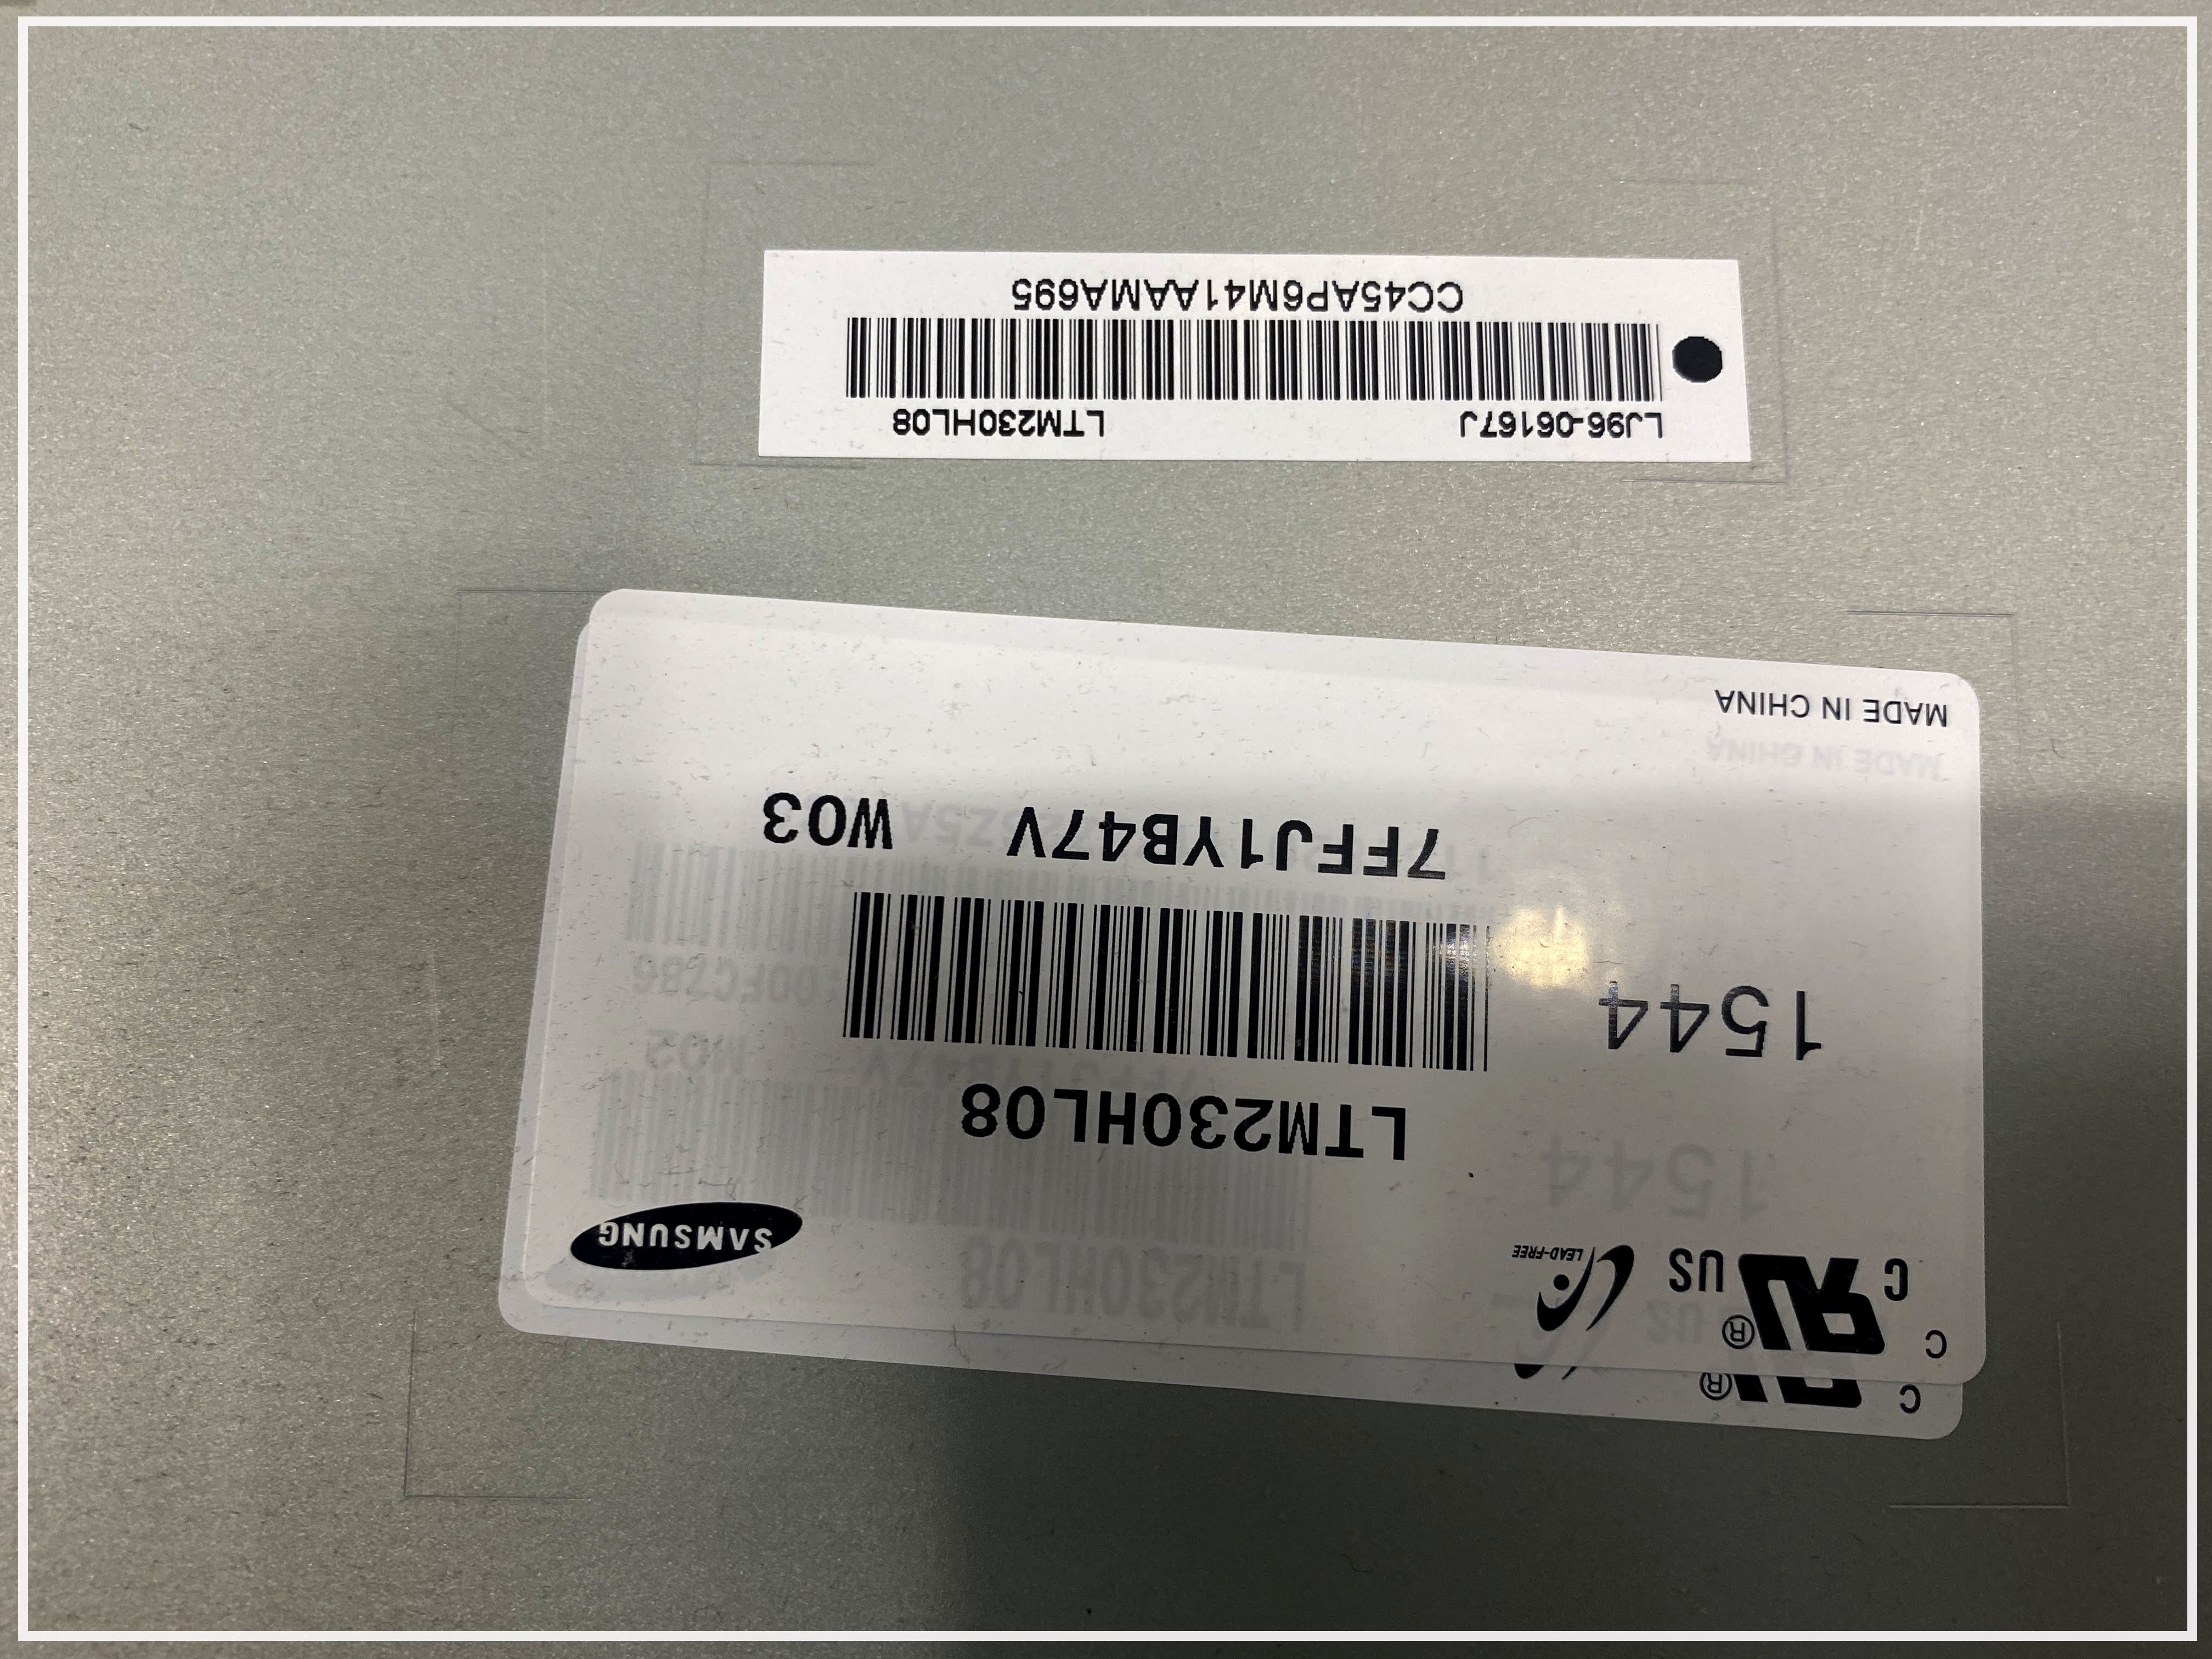 C
C
C ® US LEAD-FREE SAMSUNG
LTM230HL08
1544
7FFJ1YB47V W03
MADE IN CHINA
LJ96-06167J LTM230HL08
CC45AP6M41AAMA695